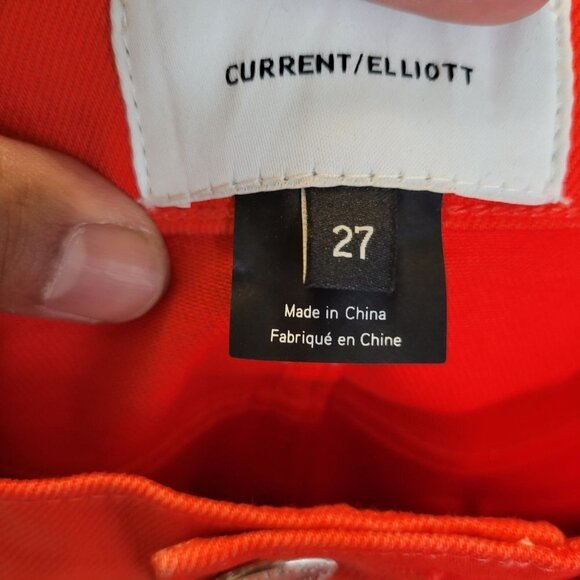 CURRENT/ELLIOTT
27
Made in China
Fabriqué en Chine